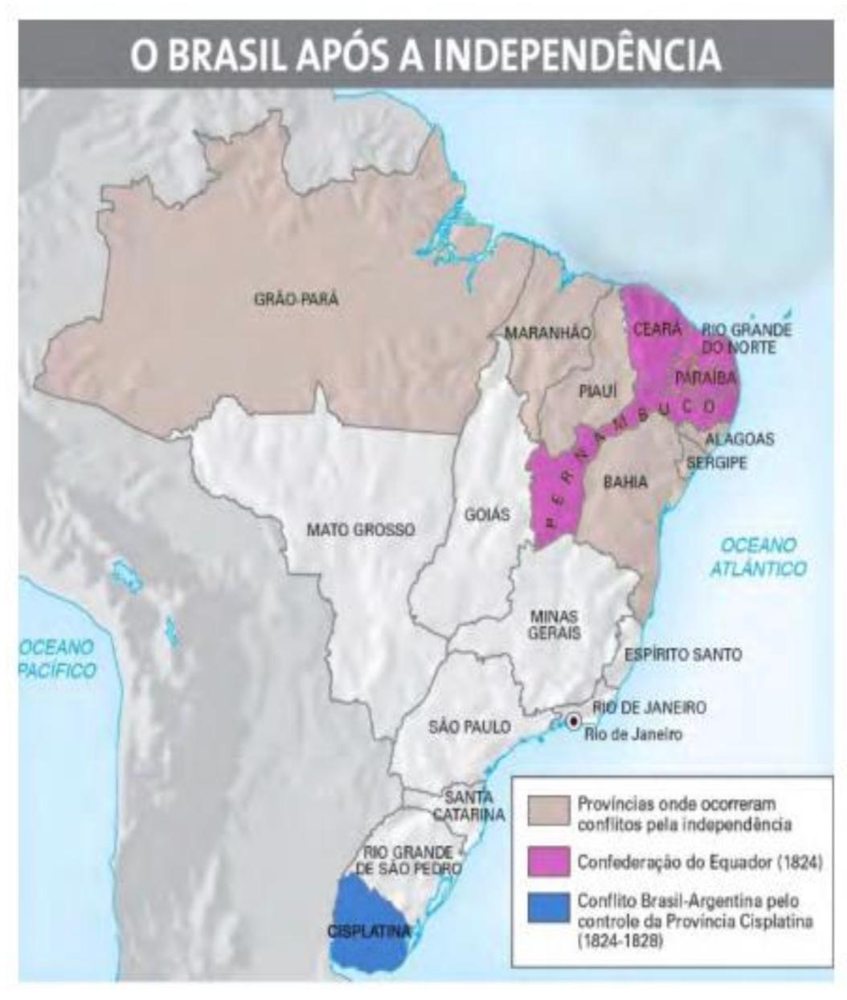 O BRASIL APÓS A INDEPENDÊNCIA
GRÃO-PARÁ
MARANHÃO
CEARÁ
RIO GRANDE
DO NORTE
PARAÍBA
PIAUÍ
PERNAMBUCO
ALAGOAS
SERGIPE
BAHIA
GOIÁS
MATO GROSSO
OCEANO
ATLÂNTICO
MINAS
GERAIS
OCEANO
PACÍFICO
ESPÍRITO SANTO
RIO DE JANEIRO
Rio de Janeiro
SÃO PAULO
SANTA
CATARINA
RIO GRANDE
DE SÃO PEDRO
CISPLATINA
Províncias onde ocorreram
conflitos pela independência
Confederação do Equador (1824)
Conflito Brasil-Argentina pelo
controle da Província Cisplatina
(1824-1828)